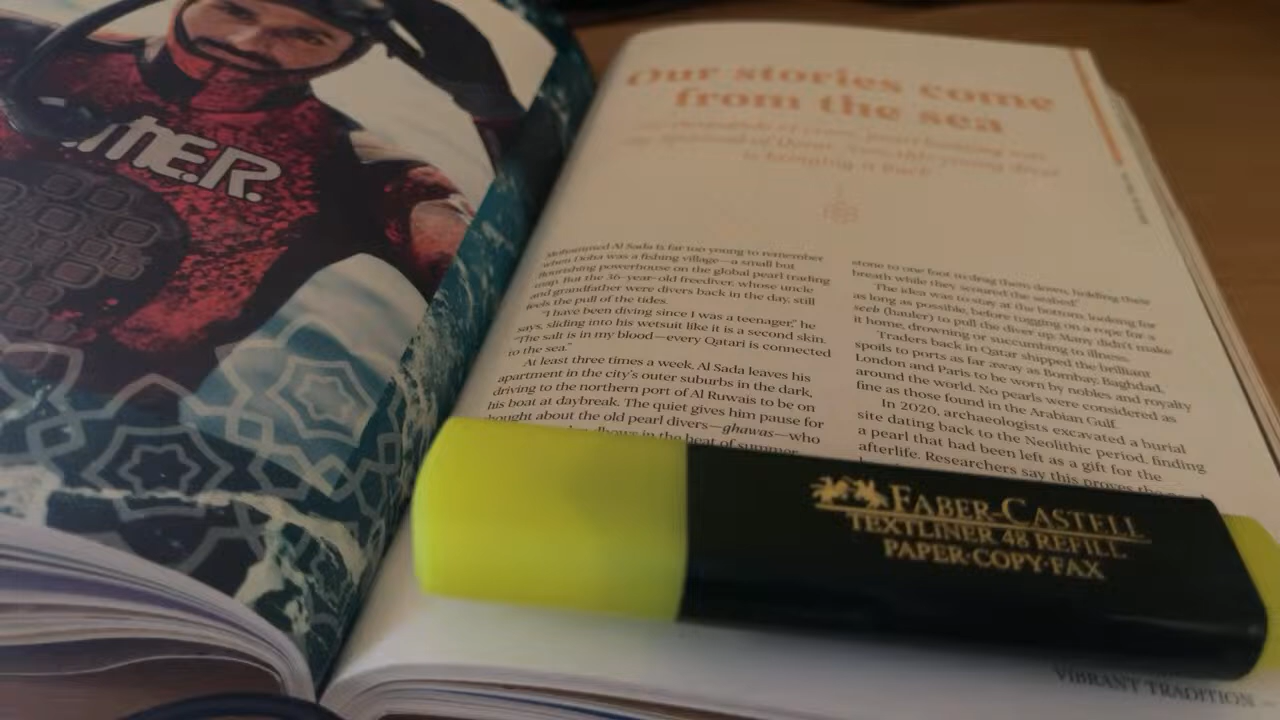 MER.
Our stories come
from the sea
Mohammed Al Sada is far too young to remember
when Doha was a fishing village—a small but
flourishing powerhouse on the global pearl trading
map. But the 36-year-old freediver, whose uncle
and grandfather were divers back in the day, still
feels the pull of the tides.
"I have been diving since I was a teenager," he
says, sliding into his wetsuit like it is a second skin.
"The salt is in my blood—every Qatari is connected
to the sea."
At least three times a week, Al Sada leaves his
apartment in the city's outer suburbs in the dark,
driving to the northern port of Al Ruwais to be on
his boat at daybreak. The quiet gives him pause for
thought about the old pearl divers—ghawas—who
in the heat of summer
stone to one foot to drag them down, holding their
breath while they scoured the seabed.
The idea was to stay at the bottom, looking for
as long as possible, before tugging on a rope for a
seeb (hauler) to pull the diver up. Many didn't make
it home, drowning or succumbing to illness.
Traders back in Qatar shipped the brilliant
spoils to ports as far away as Bombay, Baghdad,
London and Paris to be worn by nobles and royalty
around the world. No pearls were considered as
fine as those found in the Arabian Gulf.
In 2020, archaeologists excavated a burial
site dating back to the Neolithic period, finding
a pearl that had been left as a gift for the
afterlife. Researchers say this proves the
FABER-CASTELL
TEXTLINER 48 REFILL
PAPER·COPY·FAX
VIBRANT TRADITION